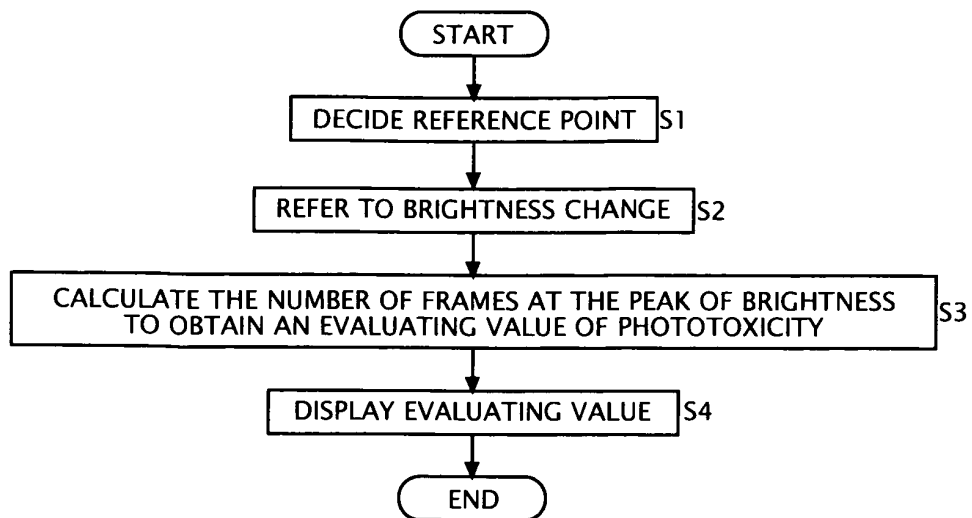 START
DECIDE REFERENCE POINT S1
REFER TO BRIGHTNESS CHANGE S2
CALCULATE THE NUMBER OF FRAMES AT THE PEAK OF BRIGHTNESS
TO OBTAIN AN EVALUATING VALUE OF PHOTOTOXICITY S3
DISPLAY EVALUATING VALUE S4
END